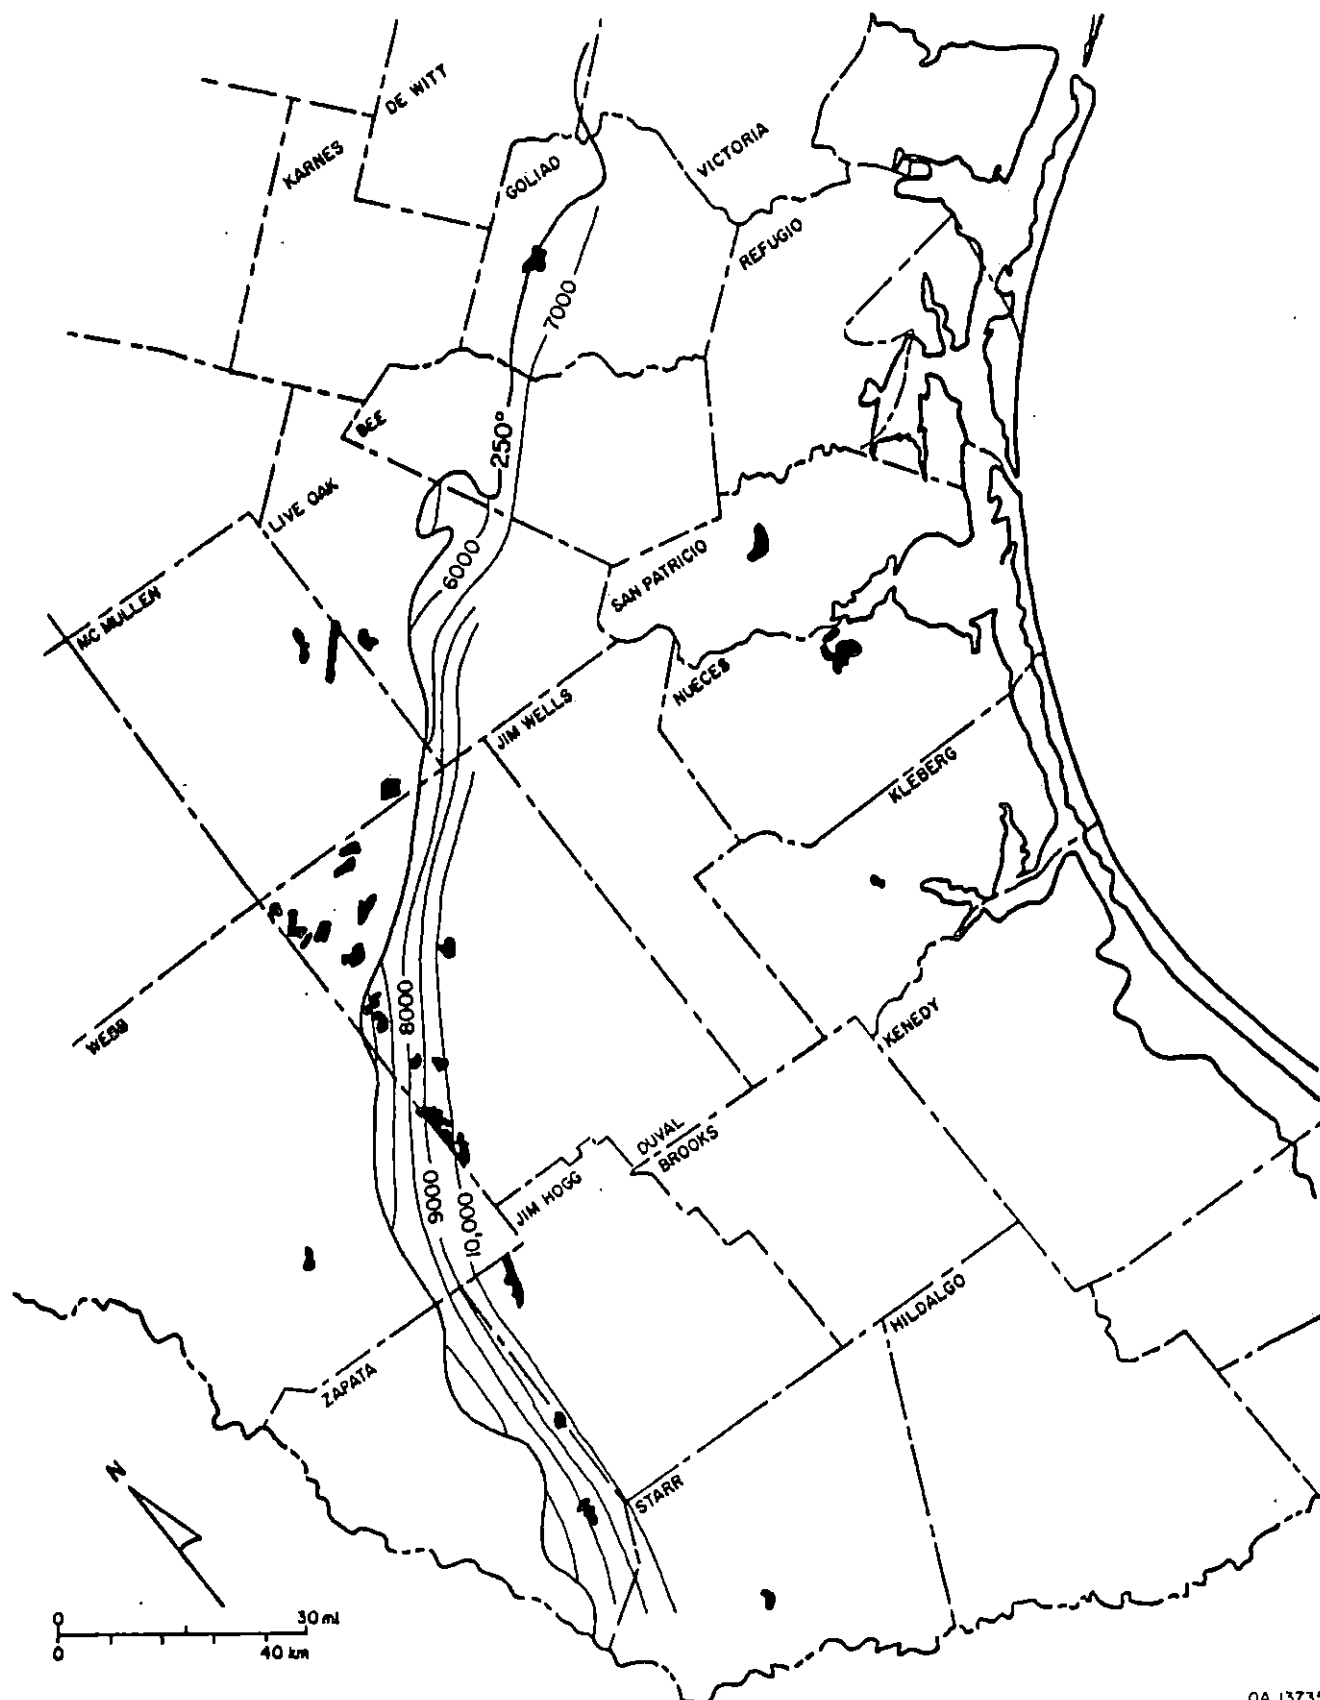 DE WITT
KARNES
VICTORIA
GOLIAD
REFUGIO
7000
BEE
250°
LIVE OAK
6000
SAN PATRICIO
MC MULLEN
NUECES
JIM WELLS
KLEBERG
8000
WEBB
KENEDY
DUVAL
BROOKS
JIM HOGG
9000
10,000
HILDALGO
ZAPATA
N
STARR
0 30 mi
0 40 km